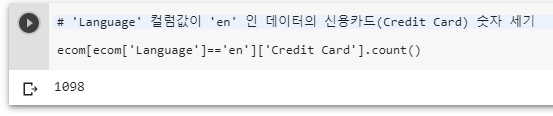 # 'Language' 컬럼값이 'en' 인 데이터의 신용카드(Credit Card) 숫자 세기
ecom[ecom['Language']=='en']['Credit Card'].count()
1098